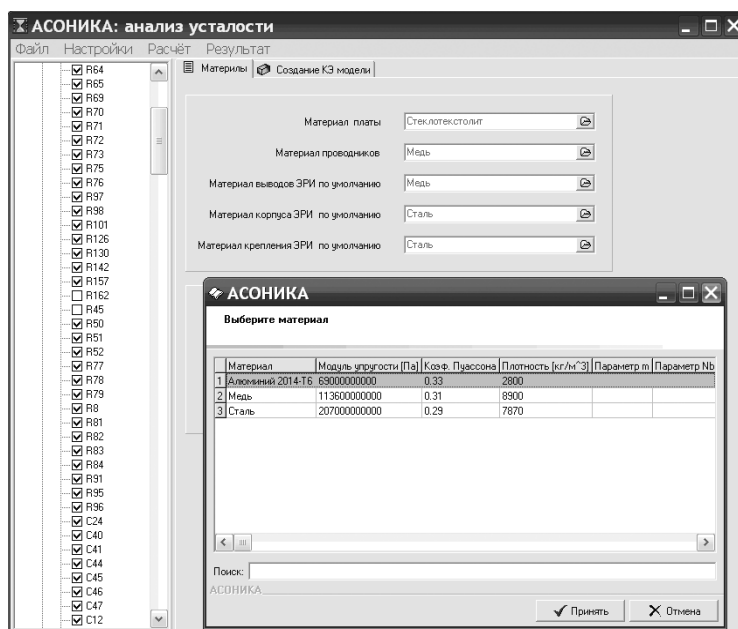 АСОНИКА: анализ усталости
Файл Настройки Расчёт Результат
R64
R65
R69
R70
R71
R72
R73
R75
R76
R97
R98
R101
R126
R130
R142
R157
R162
R45
R50
R51
R52
R77
R78
R79
R8
R81
R82
R83
R84
R91
R95
R96
C24
C40
C41
C44
C45
C46
C47
C12
Материлы Создание КЭ модели
Материал платы Стеклотекстолит
Материал проводников Медь
Материал выводов ЭРИ по умолчанию Медь
Материал корпуса ЭРИ по умолчанию Сталь
Материал крепления ЭРИ по умолчанию Сталь
АСОНИКА
Выберите материал
Материал Модуль упругости [Па] Коэф. Пуассона Плотность [кг/м^3] Параметр m Параметр Nb
1 Алюминий 2014-Т6 69000000000 0.33 2800
2 Медь 113600000000 0.31 8900
3 Сталь 207000000000 0.29 7870
Поиск:
АСОНИКА
Принять Отмена